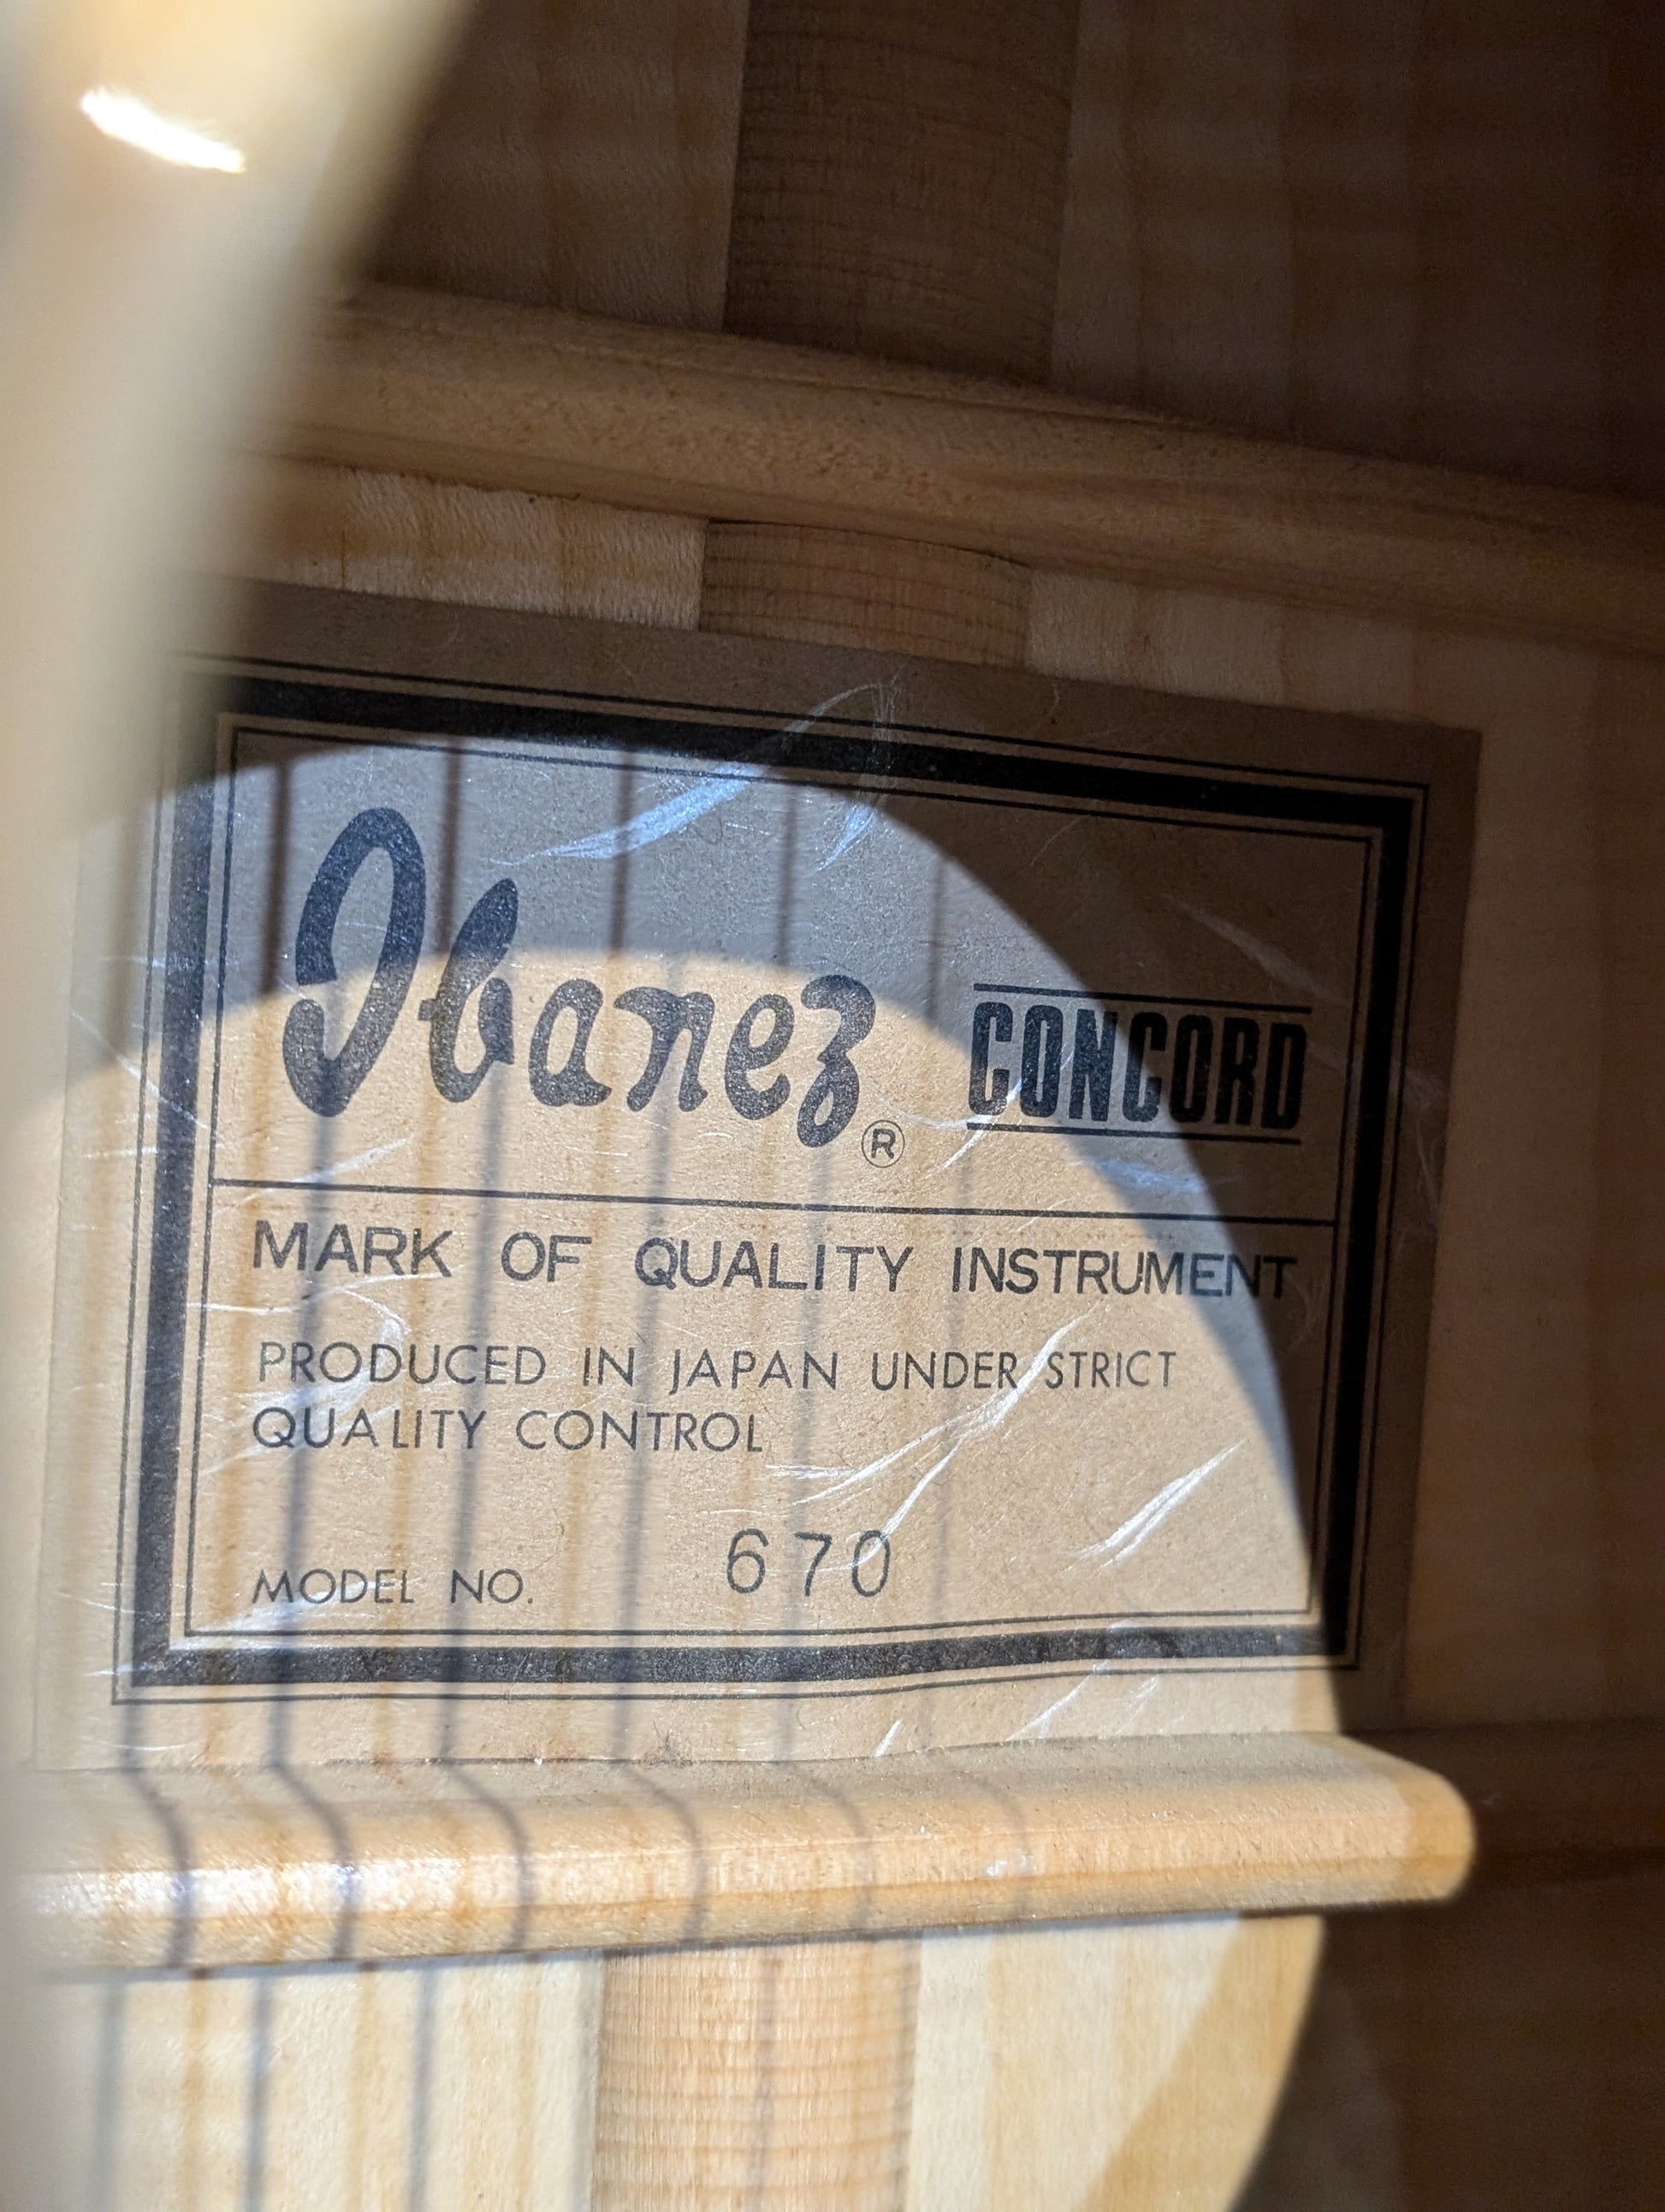 Ibanez® CONCORD
MARK OF QUALITY INSTRUMENT
PRODUCED IN JAPAN UNDER STRICT
QUALITY CONTROL
MODEL NO. 670